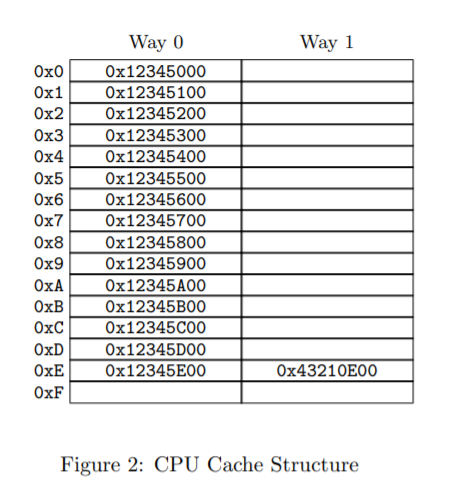 Way 0 Way 1
0x0 0x12345000
0x1 0x12345100
0x2 0x12345200
0x3 0x12345300
0x4 0x12345400
0x5 0x12345500
0x6 0x12345600
0x7 0x12345700
0x8 0x12345800
0x9 0x12345900
0xA 0x12345A00
0xB 0x12345B00
0xC 0x12345C00
0xD 0x12345D00
0xE 0x12345E00 0x43210E00
0xF
Figure 2: CPU Cache Structure